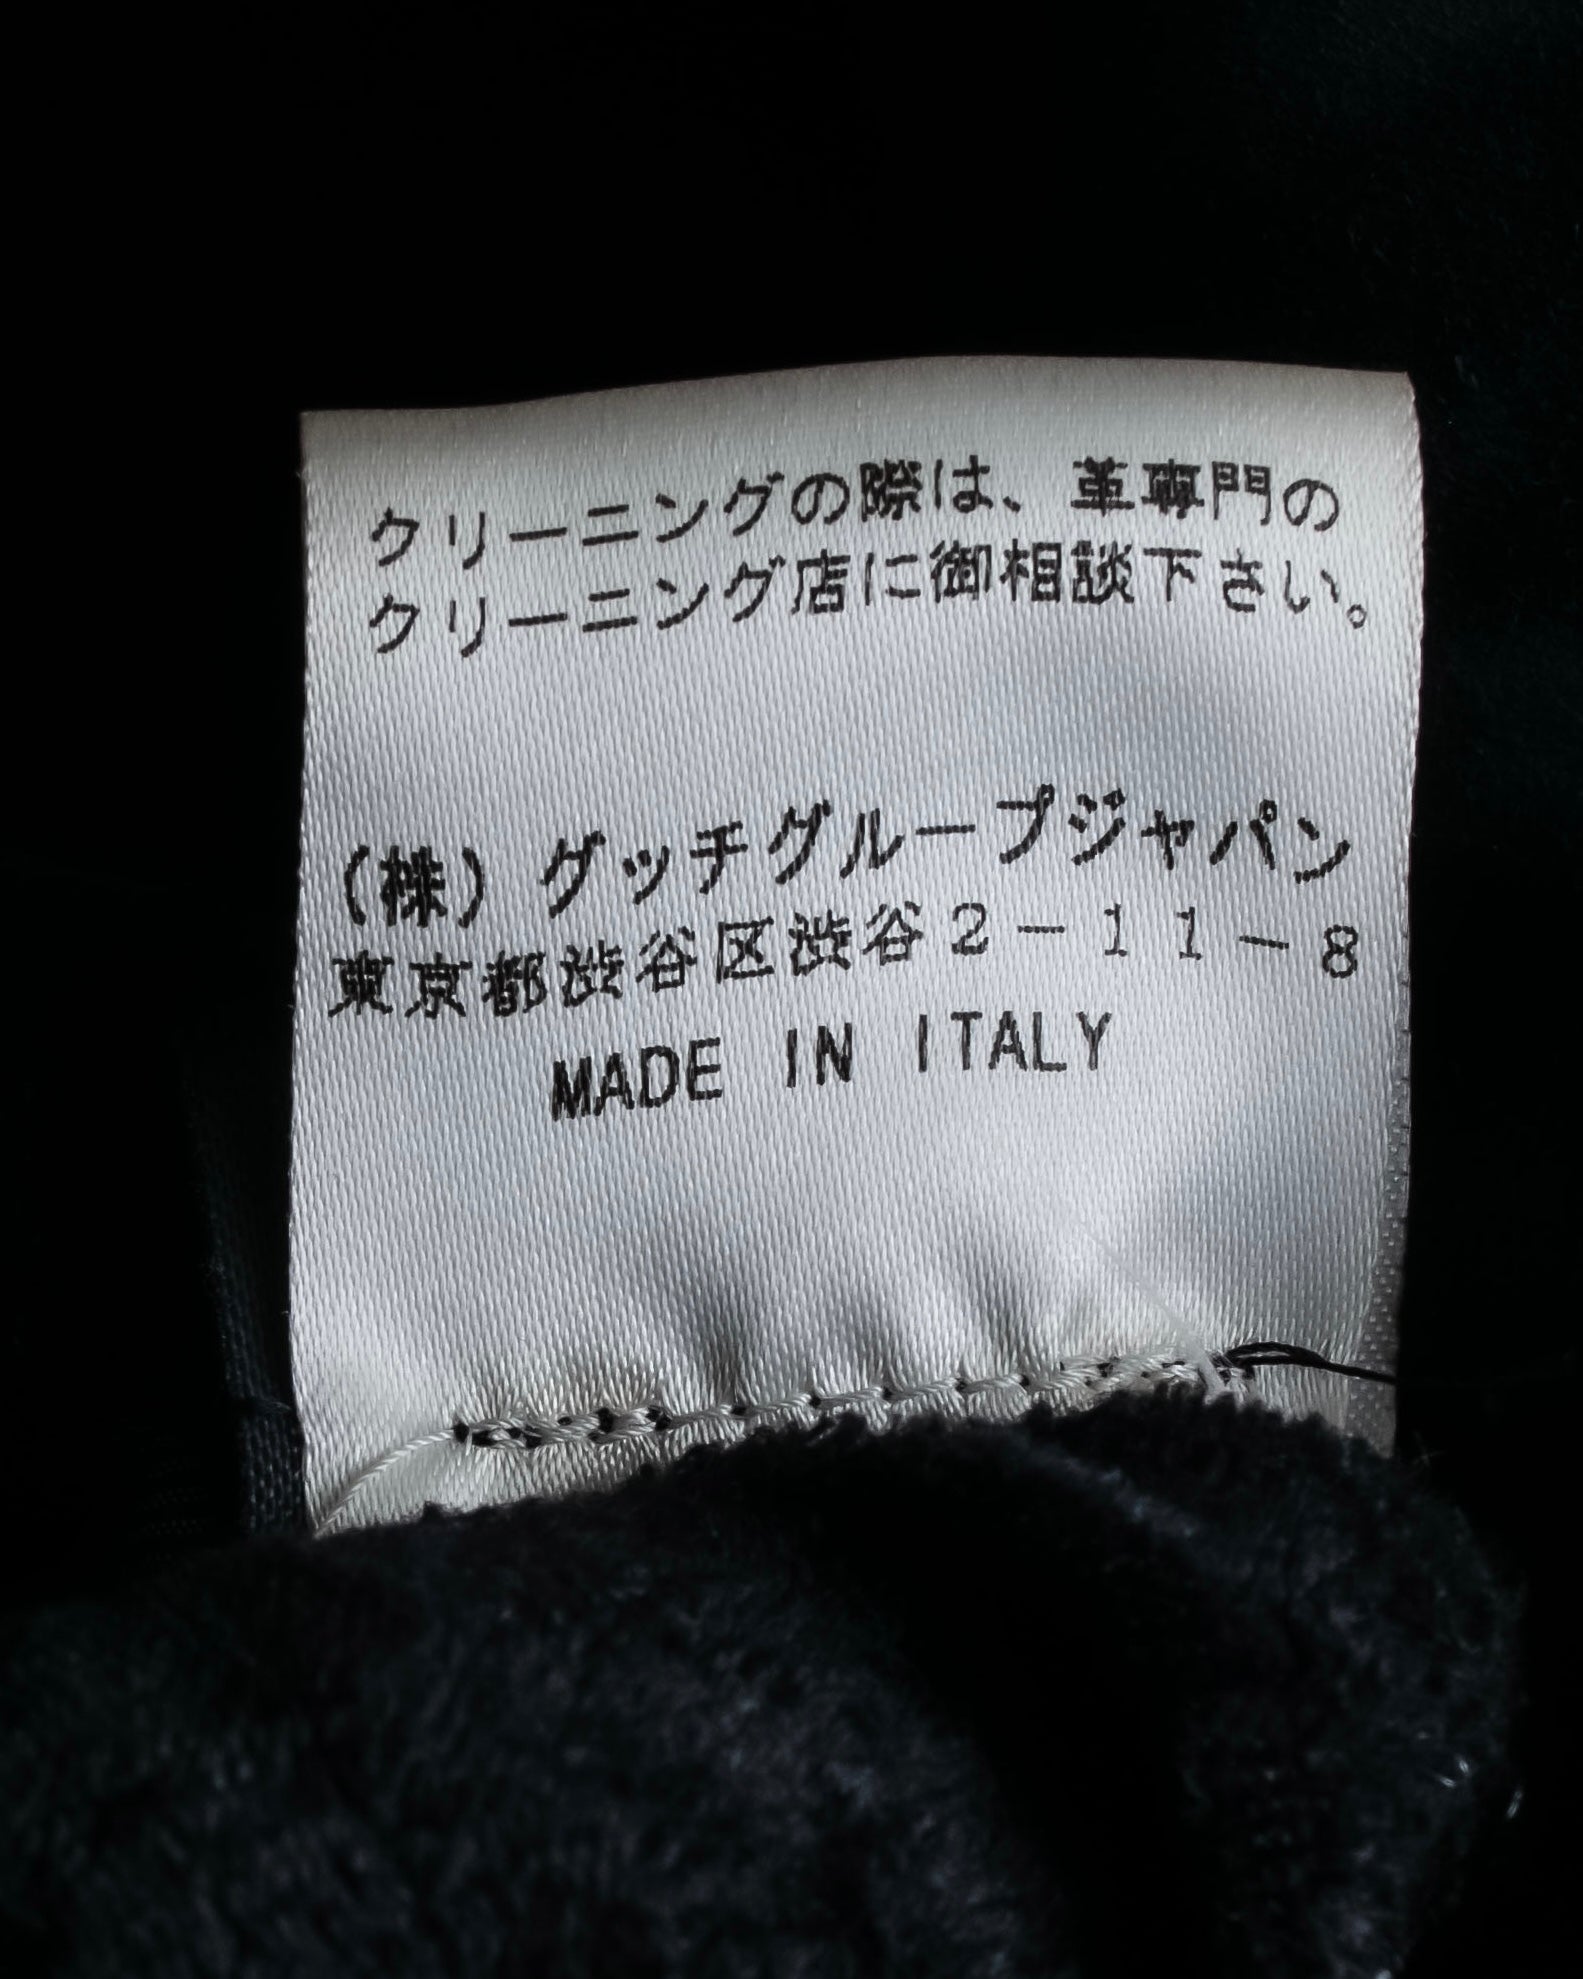 クリーニングの際は、革専門の
クリーニング店に御相談下さい。
（株）グッチグループジャパン
東京都渋谷区渋谷２－１１－８
MADE IN ITALY